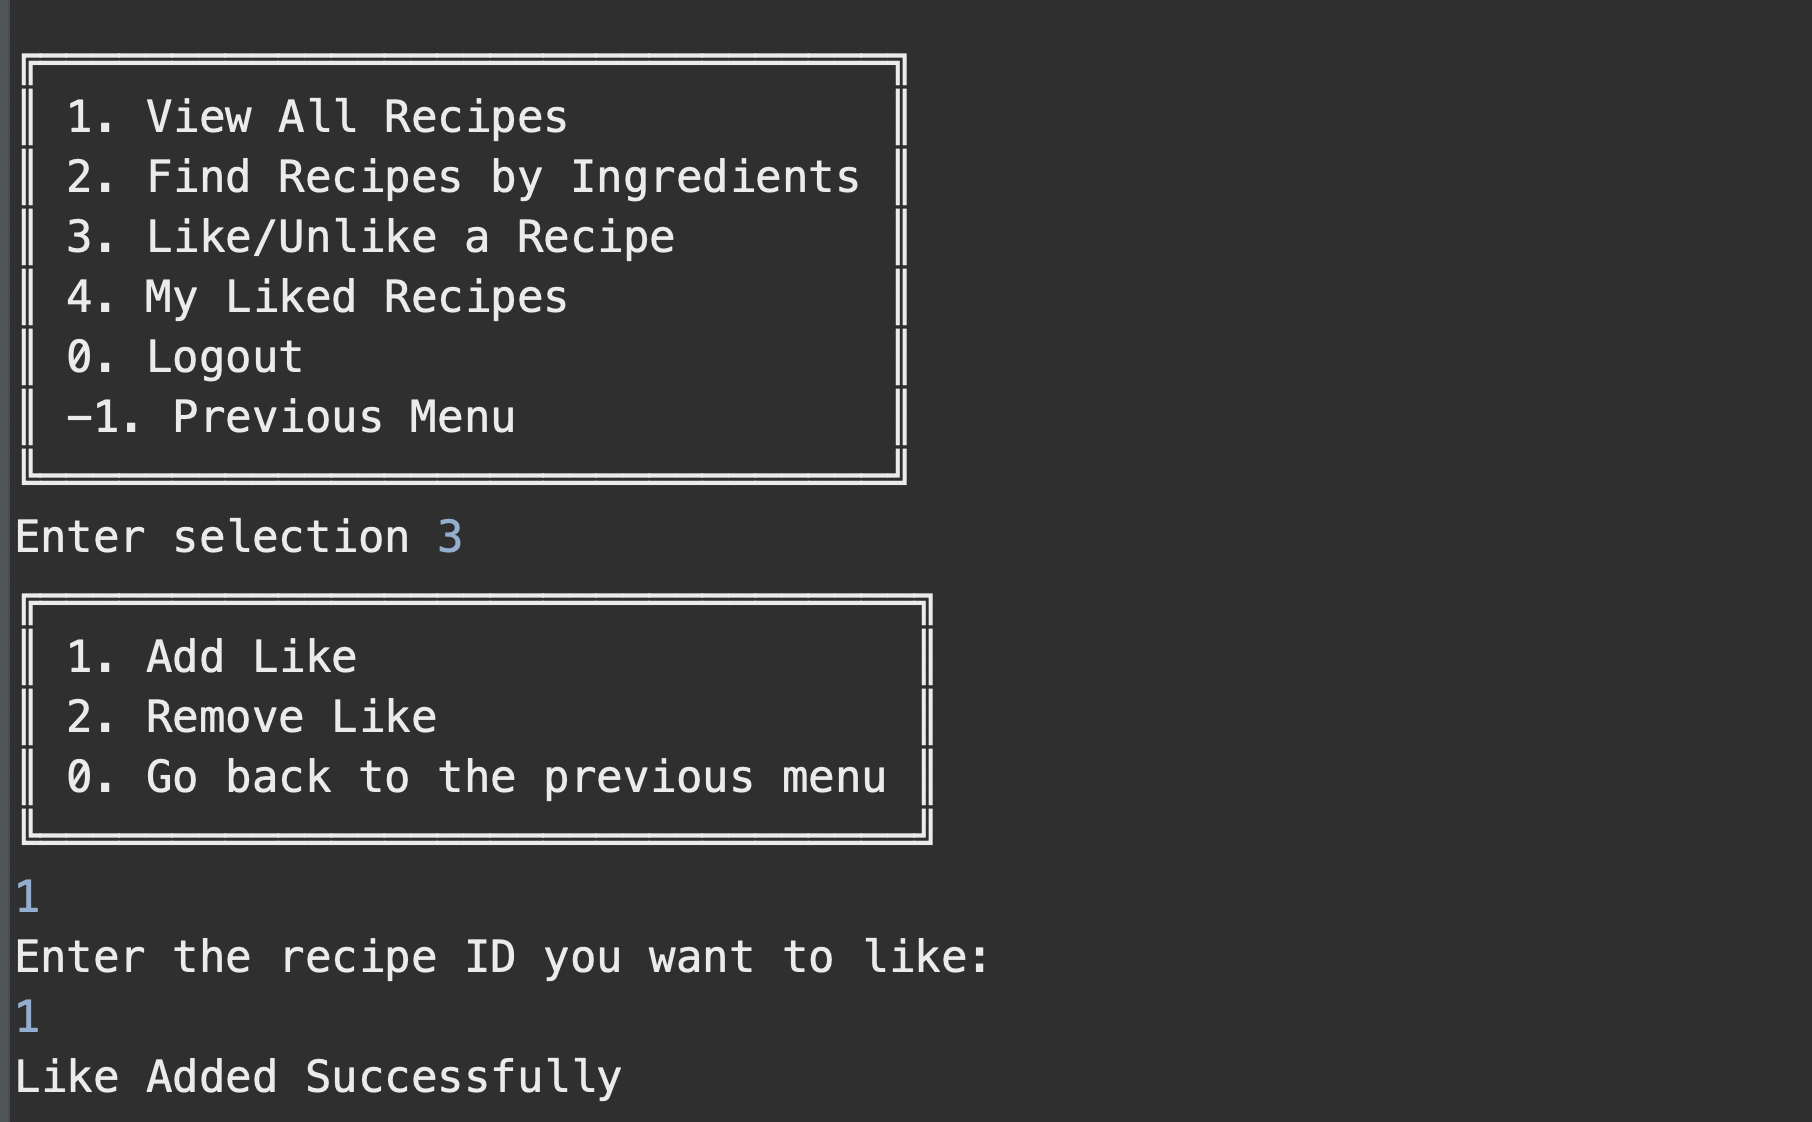 1. View All Recipes
2. Find Recipes by Ingredients
3. Like/Unlike a Recipe
4. My Liked Recipes
0. Logout
-1. Previous Menu
Enter selection 3
1. Add Like
2. Remove Like
0. Go back to the previous menu
1
Enter the recipe ID you want to like:
1
Like Added Successfully